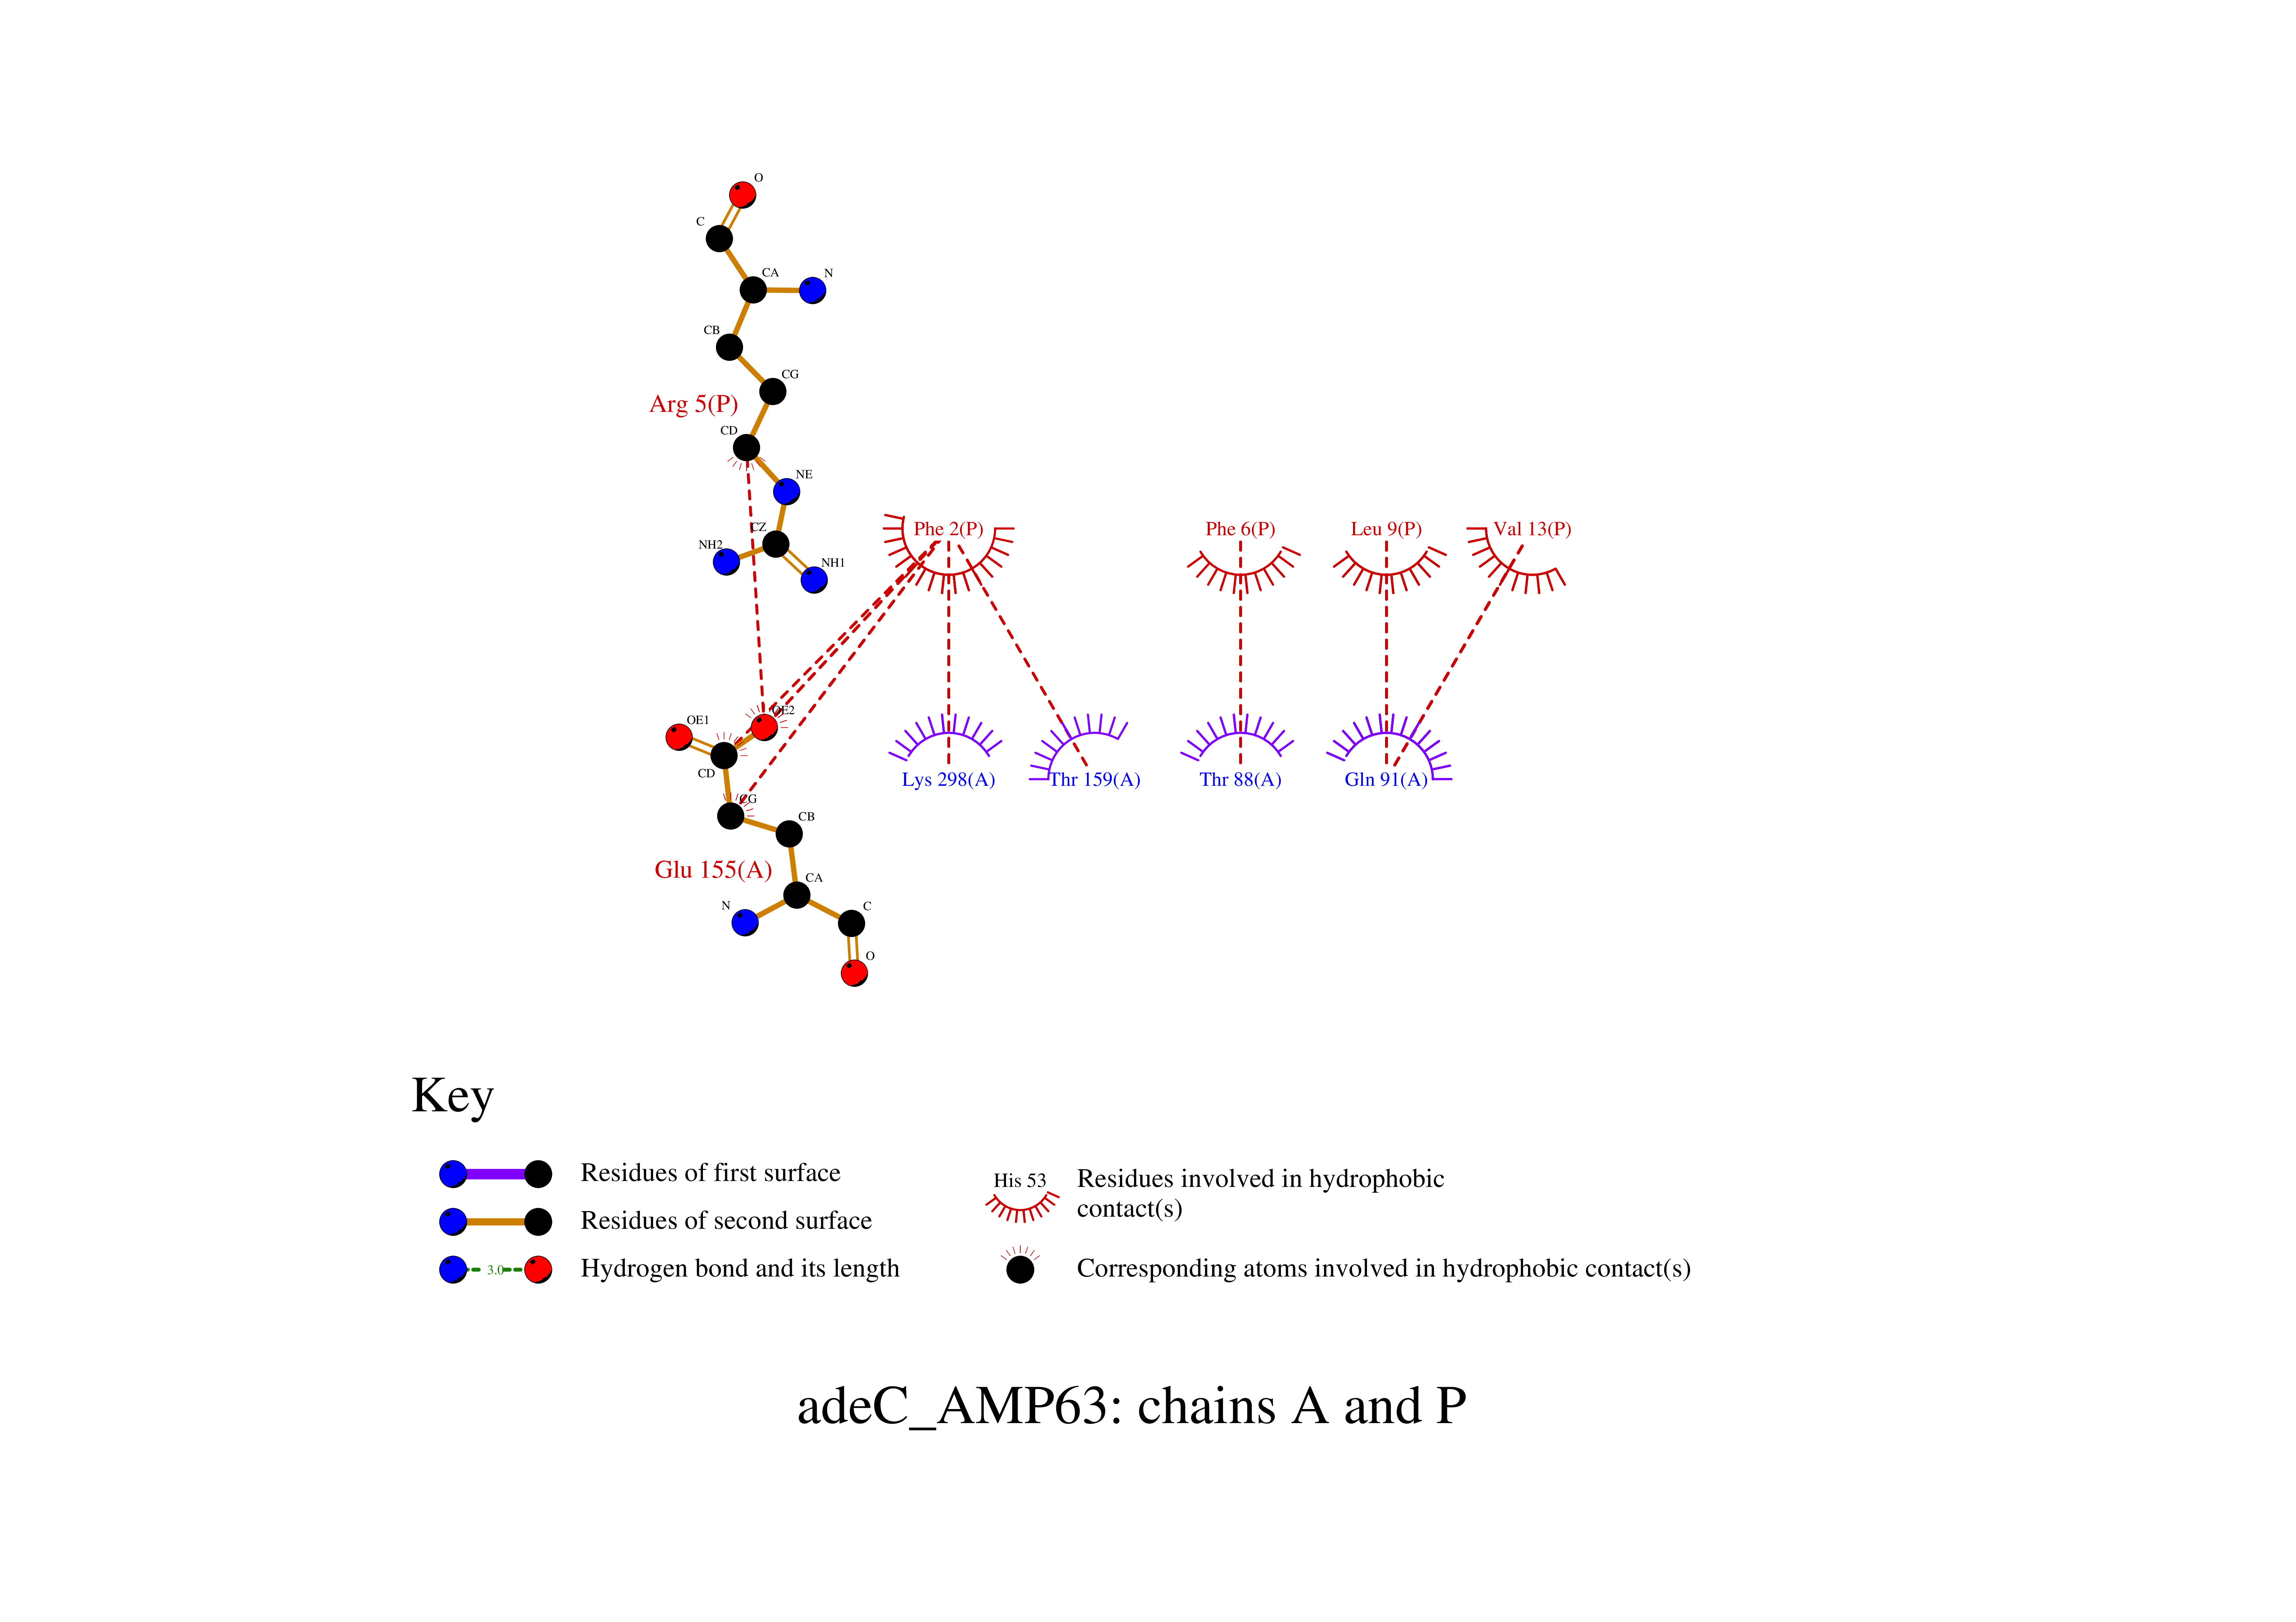 O
C
CA
N
CB
CG
Arg 5(P)
CD
NE
CZ
NH2
NH1
Phe 2(P)
Phe 6(P)
Leu 9(P)
Val 13(P)
OE1
OE2
CD
Lys 298(A)
Thr 159(A)
Thr 88(A)
Gln 91(A)
CG
CB
Glu 155(A)
CA
N
C
O
Key
Residues of first surface
Residues of second surface
3.0
Hydrogen bond and its length
His 53
Residues involved in hydrophobic
contact(s)
Corresponding atoms involved in hydrophobic contact(s)
adeC_AMP63: chains A and P